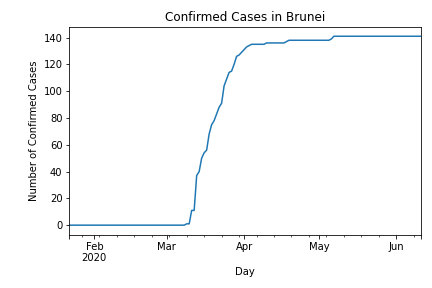 Confirmed Cases in Brunei
Number of Confirmed Cases
140
120
100
80
60
40
20
0
Feb
2020
Mar
Apr
May
Jun
Day